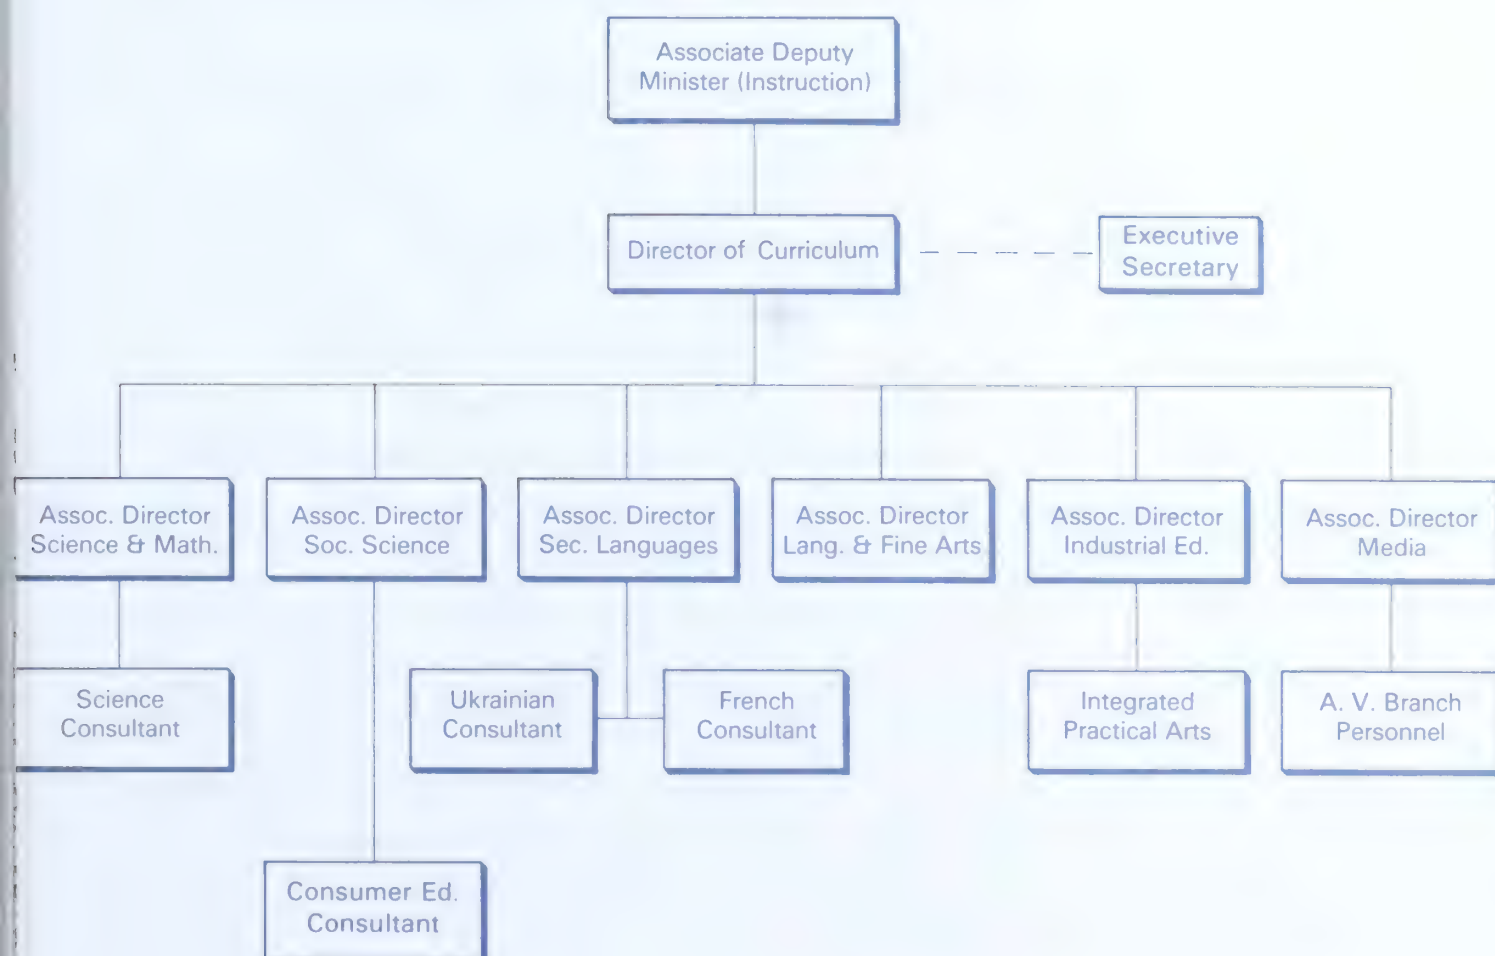 Associate Deputy
Minister (Instruction)
Director of Curriculum
Executive
Secretary
Assoc. Director
Science & Math.
Assoc. Director
Soc. Science
Assoc. Director
Sec. Languages
Assoc. Director
Lang. & Fine Arts
Assoc. Director
Industrial Ed.
Assoc. Director
Media
Science
Consultant
Ukrainian
Consultant
French
Consultant
Integrated
Practical Arts
A. V. Branch
Personnel
Consumer Ed.
Consultant